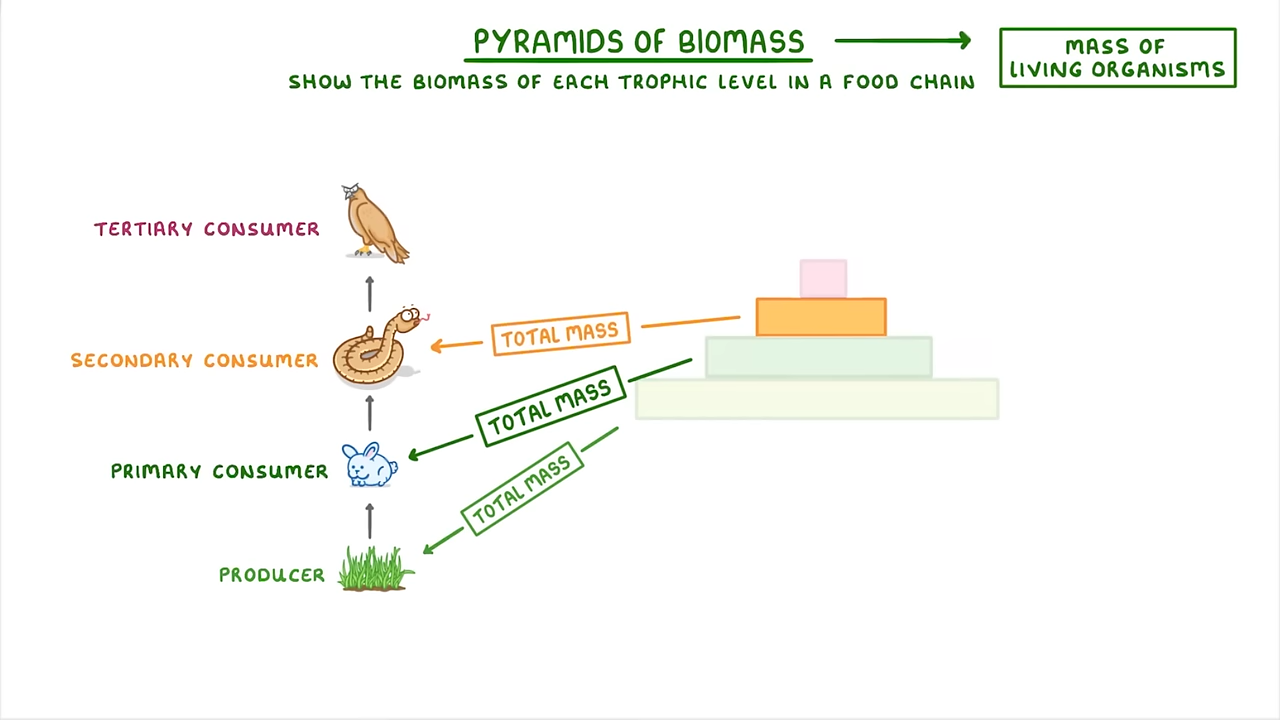 PYRAMIDS OF BIOMASS
MASS OF
LIVING ORGANISMS
SHOW THE BIOMASS OF EACH TROPHIC LEVEL IN A FOOD CHAIN
TERTIARY CONSUMER
SECONDARY CONSUMER
TOTAL MASS
TOTAL MASS
PRIMARY CONSUMER
TOTAL MASS
PRODUCER